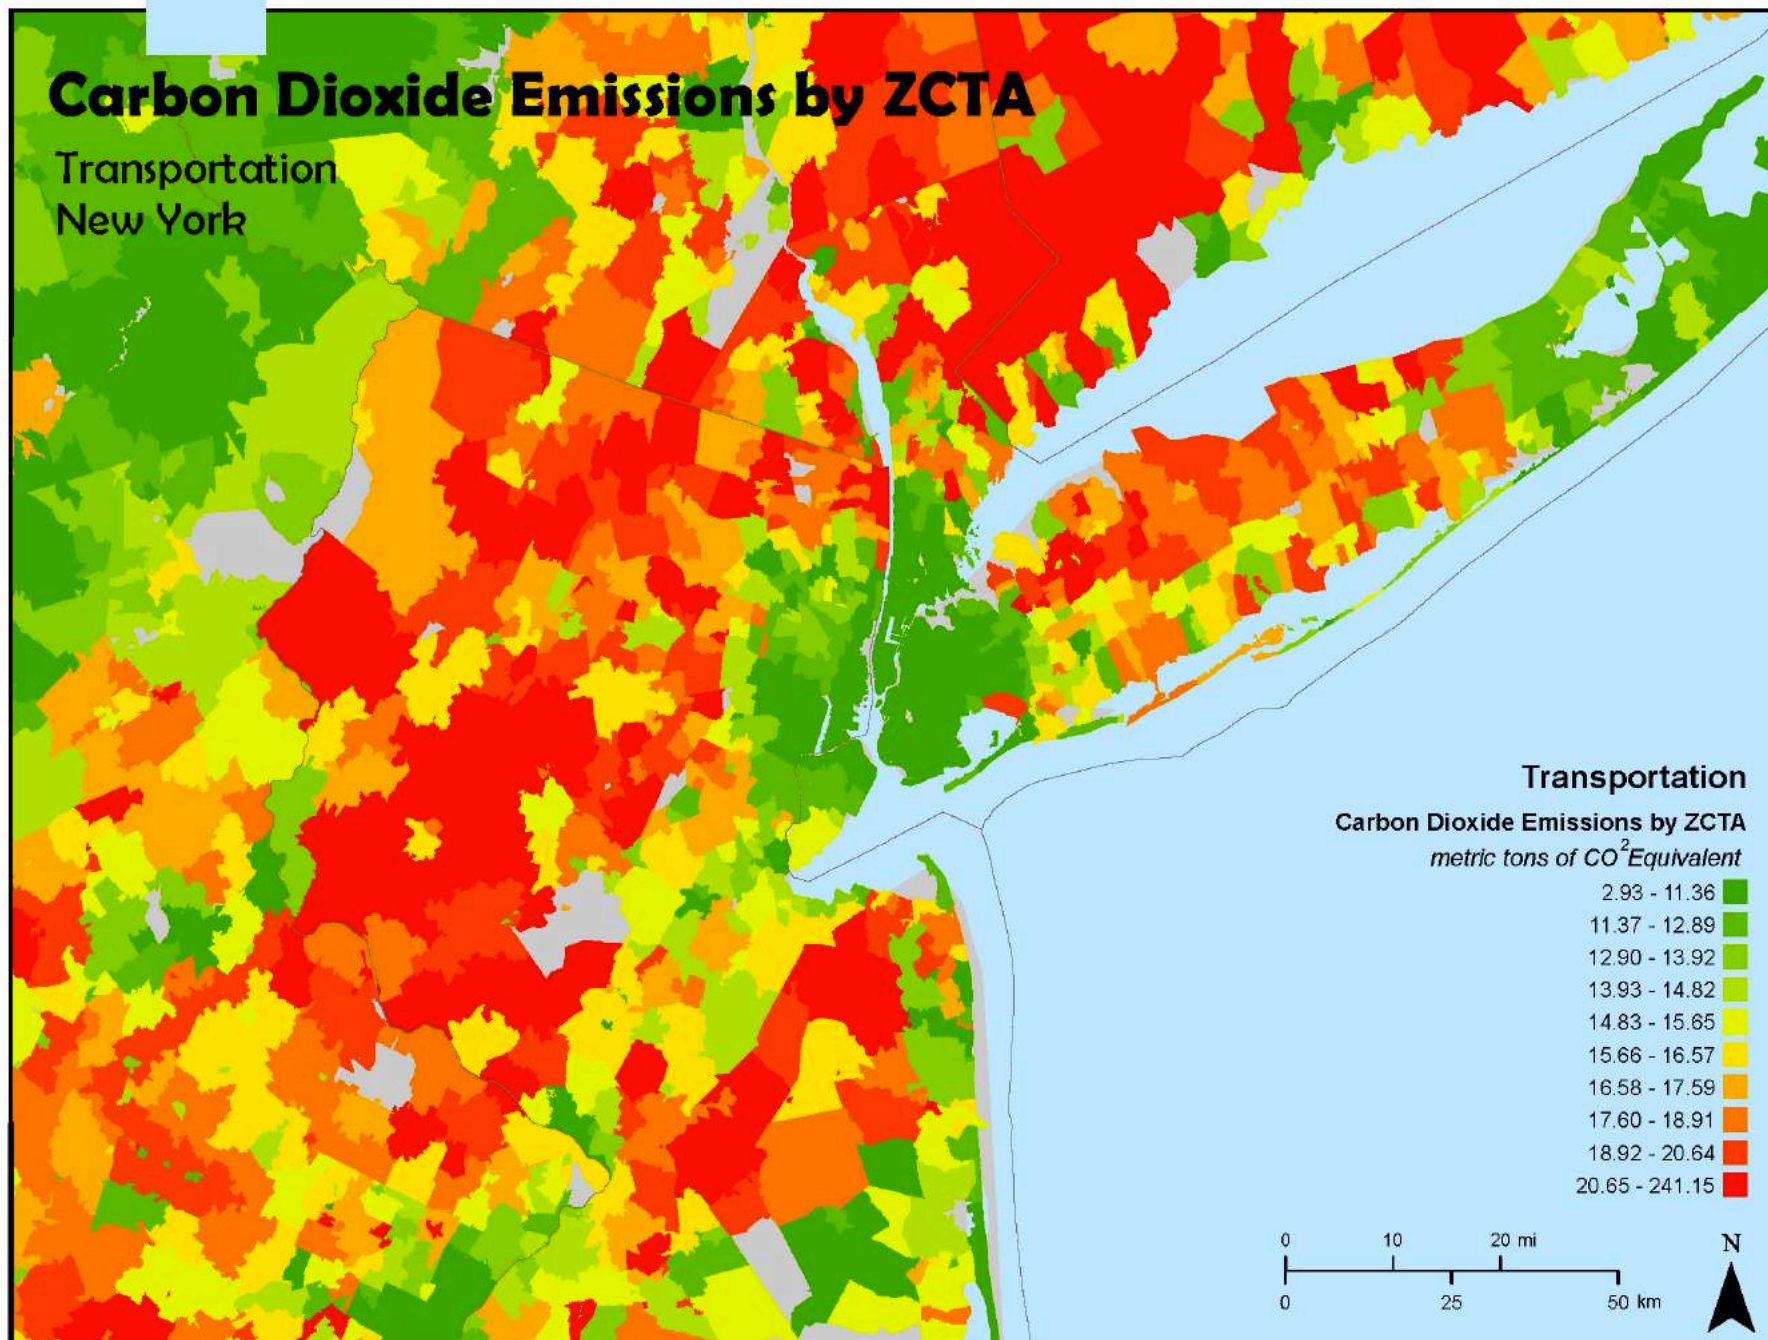 Carbon Dioxide Emissions by ZCTA
Transportation
New York
Transportation
Carbon Dioxide Emissions by ZCTA
metric tons of CO²Equivalent
2.93 - 11.36
11.37 - 12.89
12.90 - 13.92
13.93 - 14.82
14.83 - 15.65
15.66 - 16.57
16.58 - 17.59
17.60 - 18.91
18.92 - 20.64
20.65 - 241.15
0 10 20 mi
0 25 50 km
N